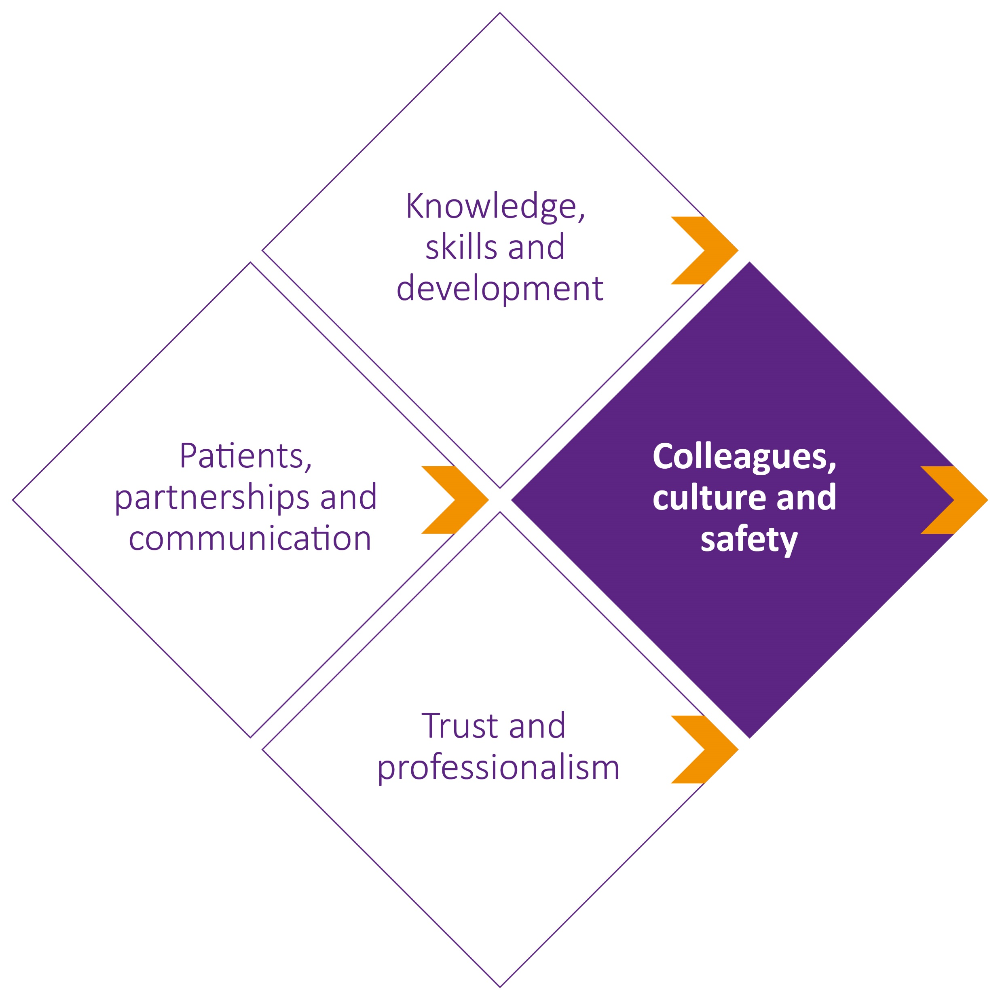 Knowledge,
skills and
development
Patients,
partnerships and
communication
Colleagues,
culture and
safety
Trust and
professionalism